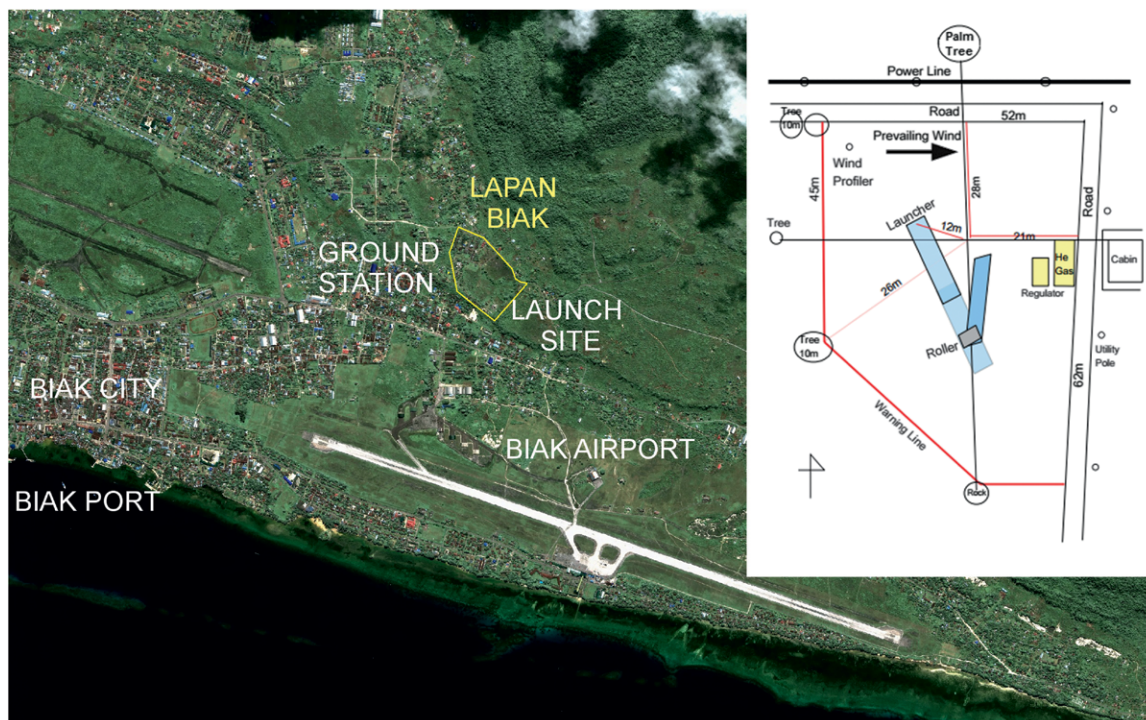 LAPAN
BIAK
GROUND
STATION
LAUNCH
SITE
BIAK CITY
BIAK AIRPORT
BIAK PORT
Palm
Tree
Power Line
Tree
10m
Road
52m
Prevailing Wind
Wind
Profiler
45m
28m
Road
Launcher
12m
Tree
21m
He
Gas
Cabin
Regulator
26m
Tree
10m
Roller
Utility
Pole
62m
Warning Line
Rock